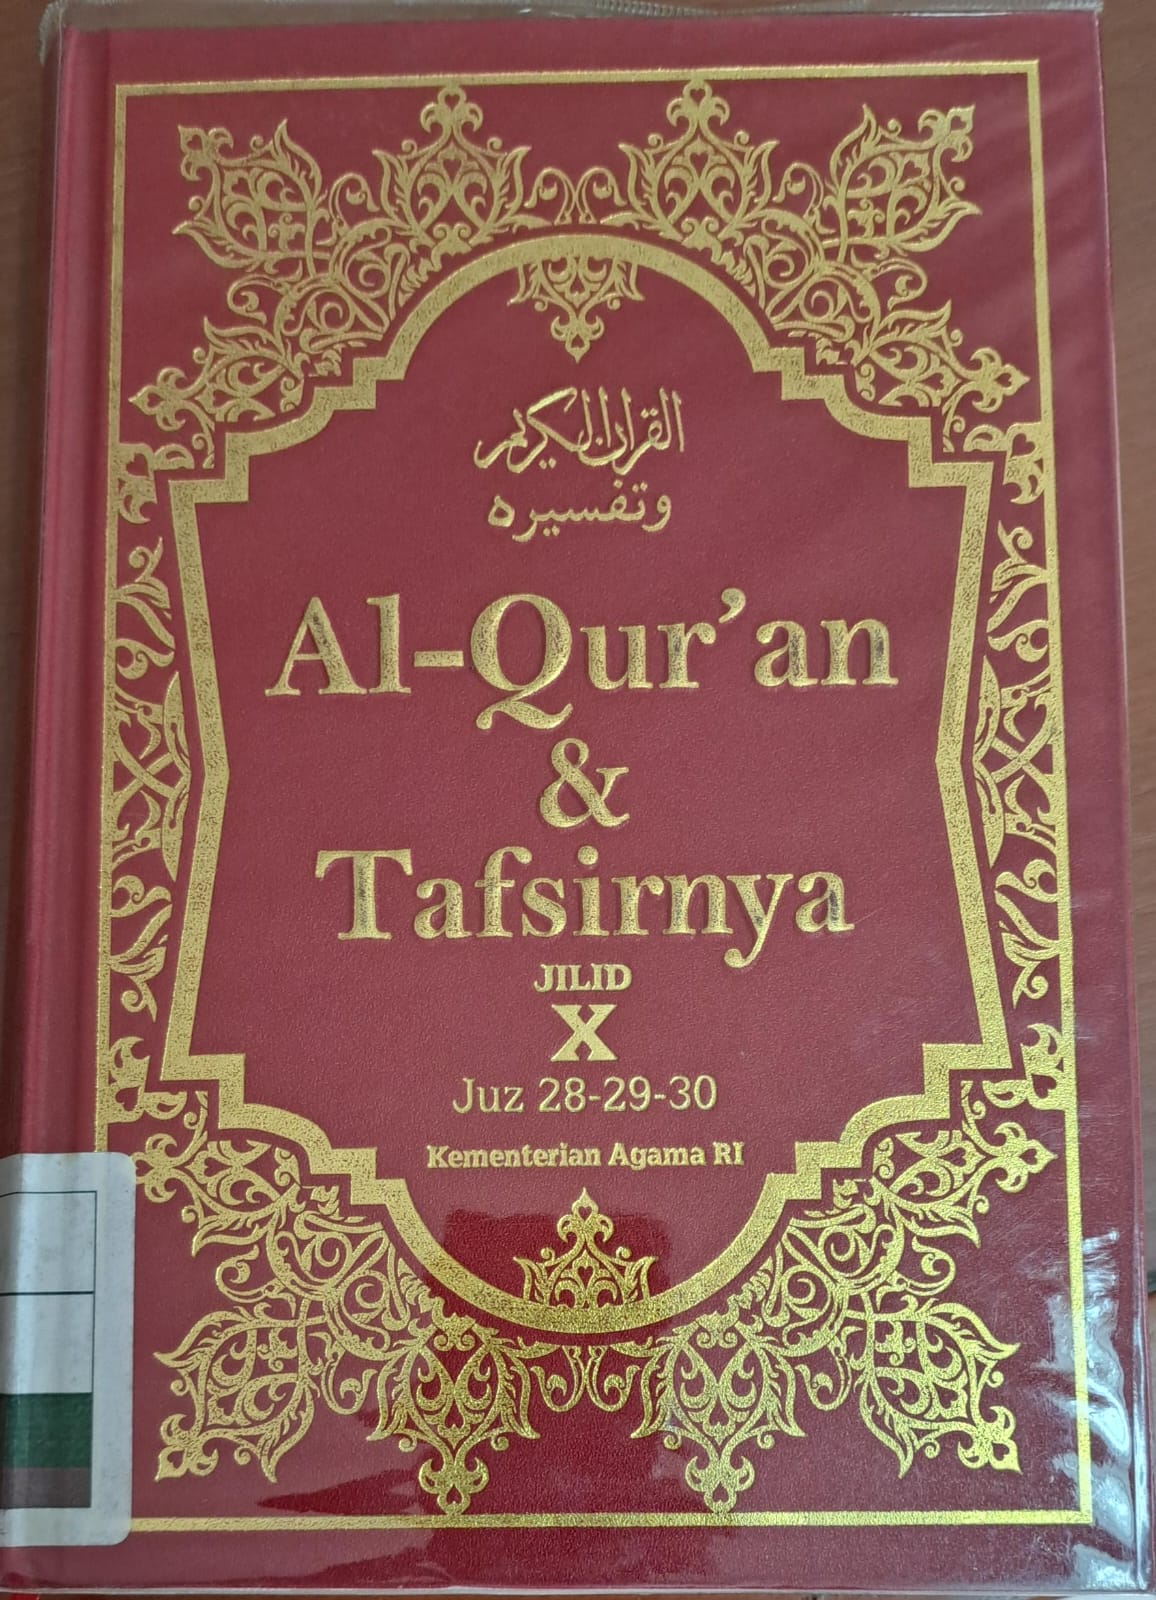 القرآن الكريم
وتفسيره
Al-Qur’an
&
Tafsirnya
JILID
X
Juz 28-29-30
Kementerian Agama RI